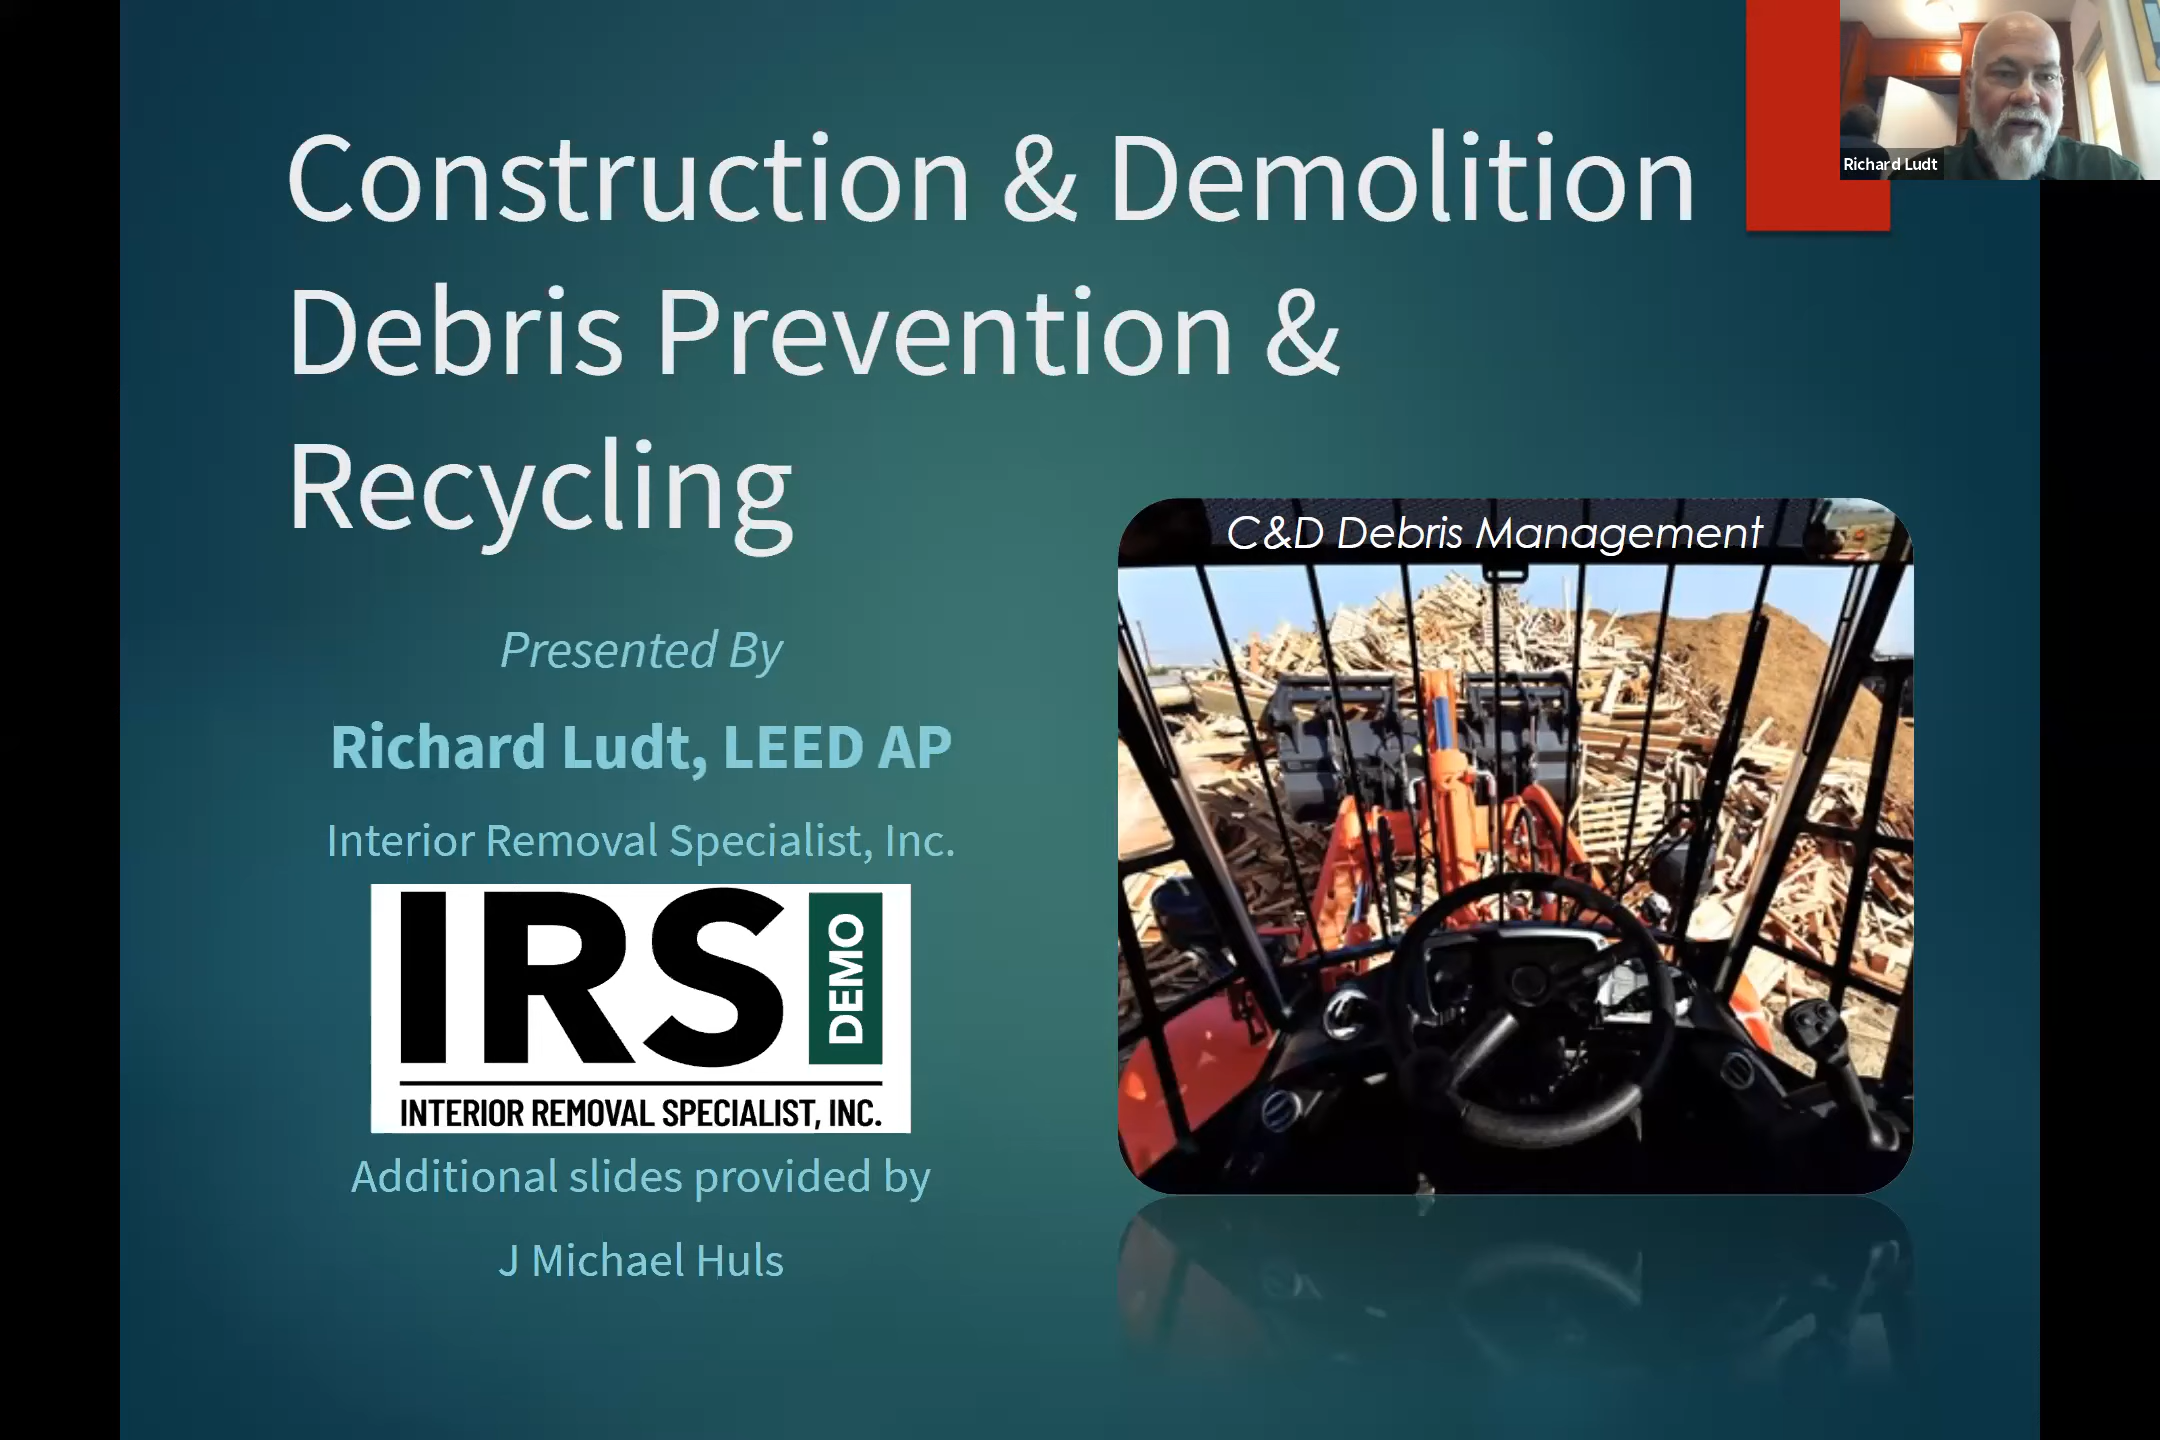 Construction & Demolition
Debris Prevention &
Recycling
Richard Ludt
C&D Debris Management
Presented By
Richard Ludt, LEED AP
Interior Removal Specialist, Inc.
IRS DEMO
INTERIOR REMOVAL SPECIALIST, INC.
Additional slides provided by
J Michael Huls